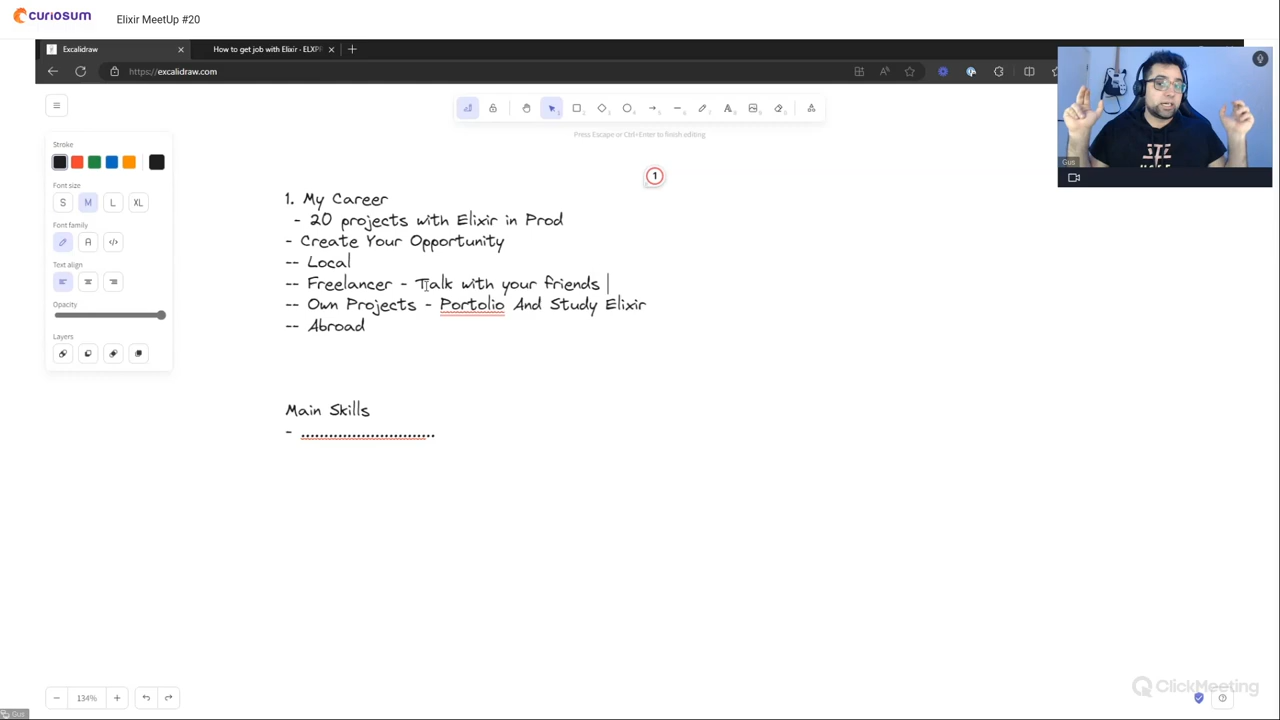 curiosum
Elixir MeetUp #20
Excalidraw
How to get job with Elixir - ELXP
https://excalidraw.com
Press Escape or Ctrl+Enter to finish editing
Gus
Stroke
Font size
S M L XL
Font family
A </>
Text align
Opacity
Layers
1
1. My Career
- 20 projects with Elixir in Prod
- Create Your Opportunity
-- Local
-- Freelancer - Talk with your friends
-- Own Projects - Portolio And Study Elixir
-- Abroad
Main Skills
- ............................
134%
ClickMeeting
Gus